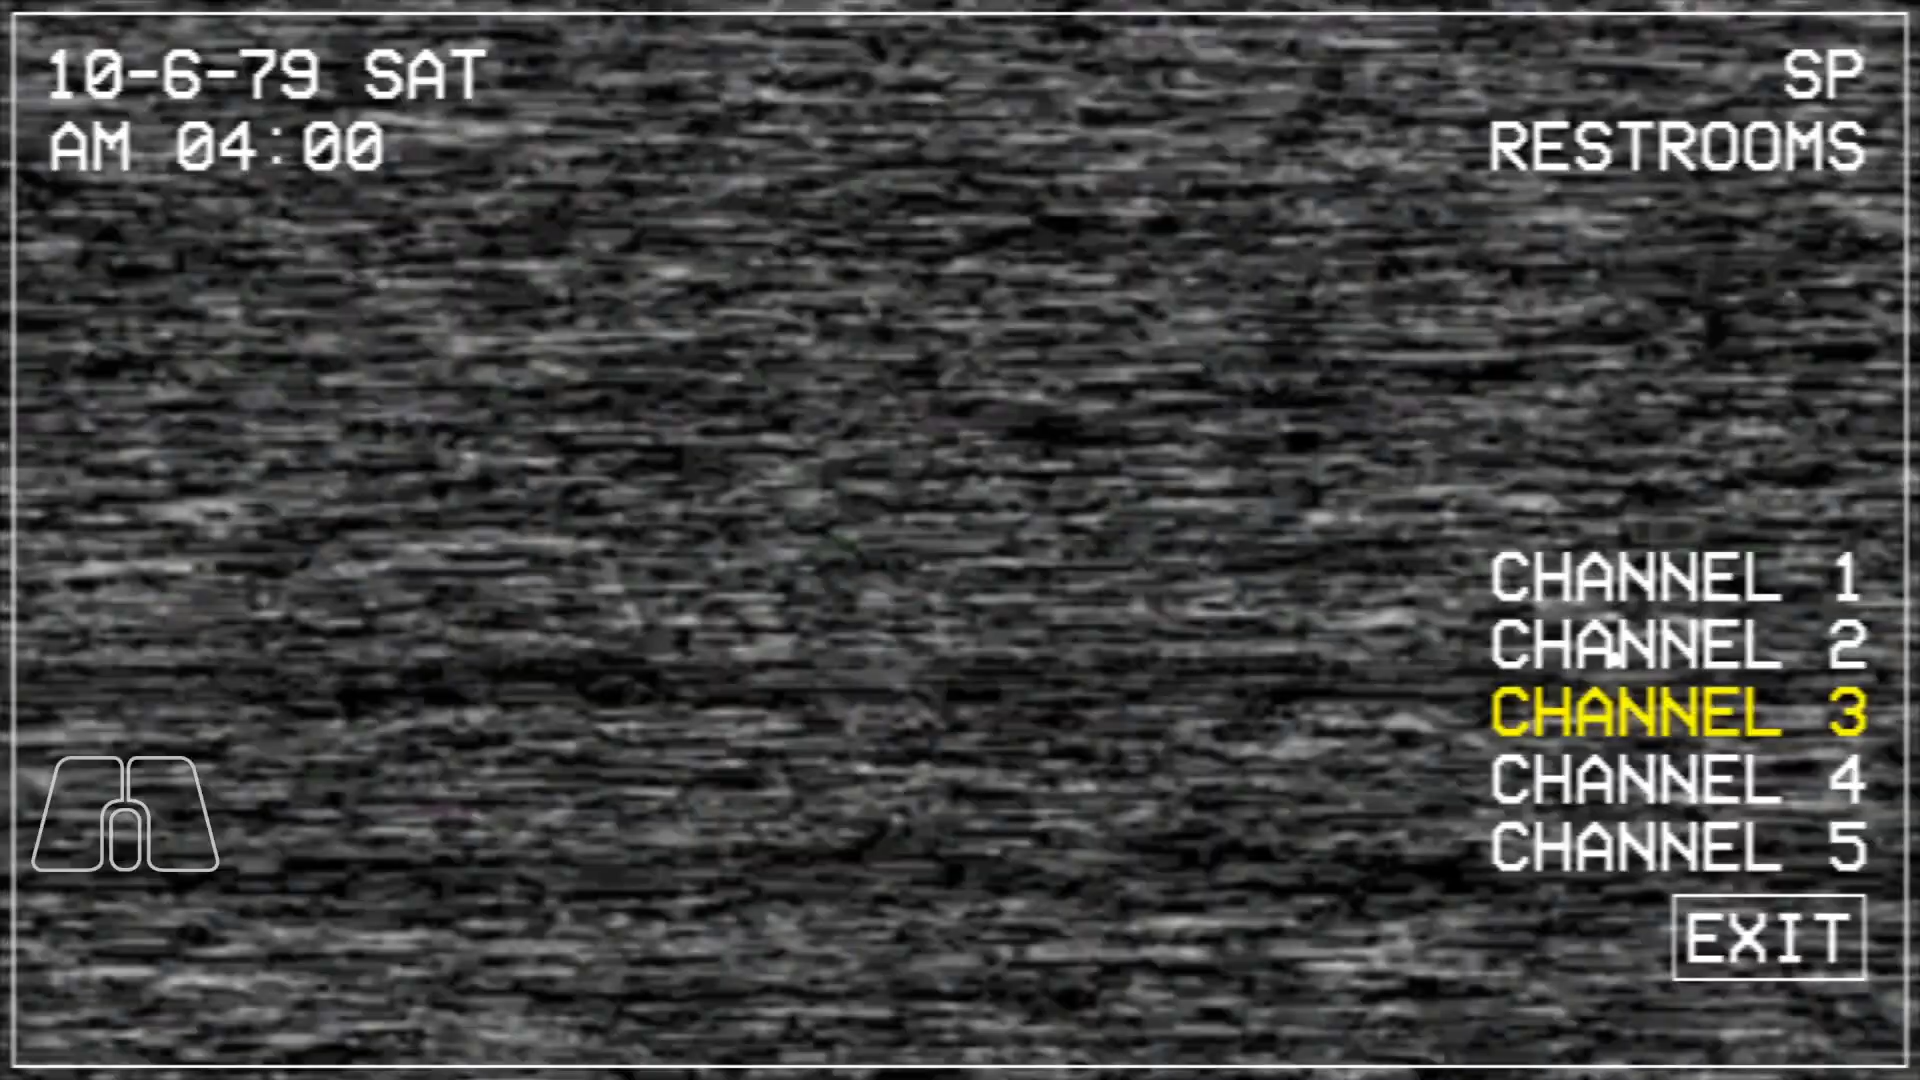 10-6-79 SAT
AM 04:00
SP
RESTROOMS
CHANNEL 1
CHANNEL 2
CHANNEL 3
CHANNEL 4
CHANNEL 5
EXIT